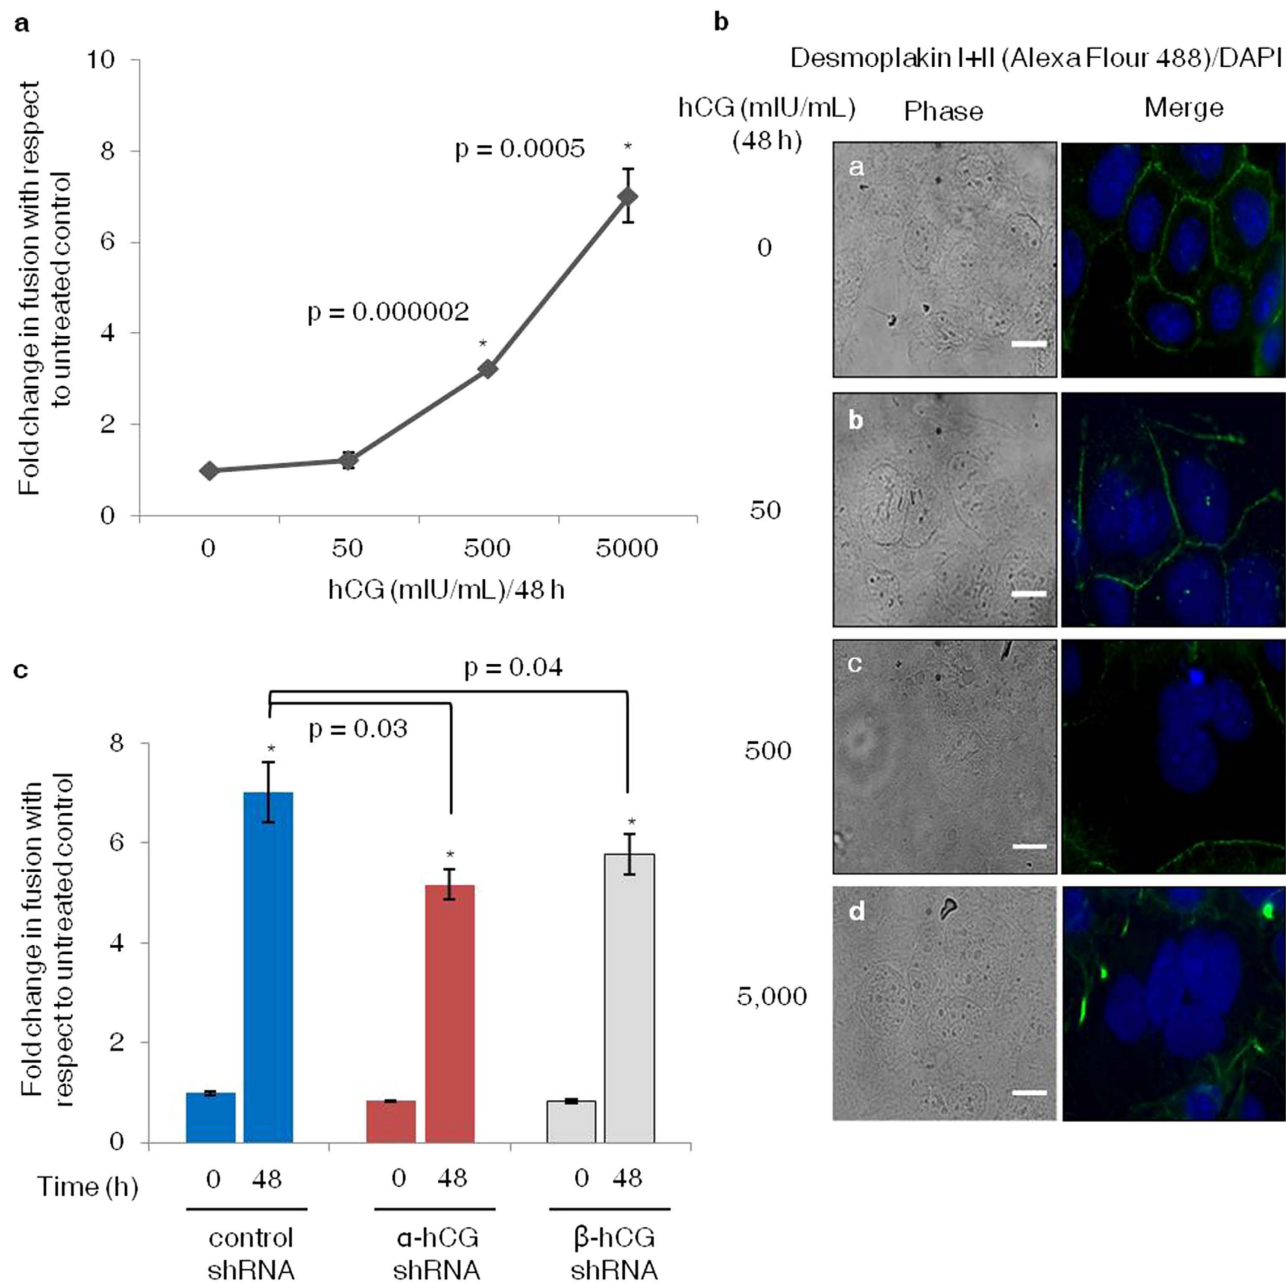 a
10
8
6
4
2
0
Fold change in fusion with respect
to untreated control
p = 0.0005
*
p = 0.000002
*
0 50 500 5000
hCG (mIU/mL)/48 h
b
Desmoplakin I+II (Alexa Flour 488)/DAPI
hCG (mIU/mL)
(48 h)
Phase
Merge
0
a
50
b
500
c
5,000
d
c
p = 0.04
p = 0.03
8
6
4
2
0
Fold change in fusion with
respect to untreated control
*
*
*
Time (h)
0 48 0 48 0 48
control
shRNA
α-hCG
shRNA
β-hCG
shRNA